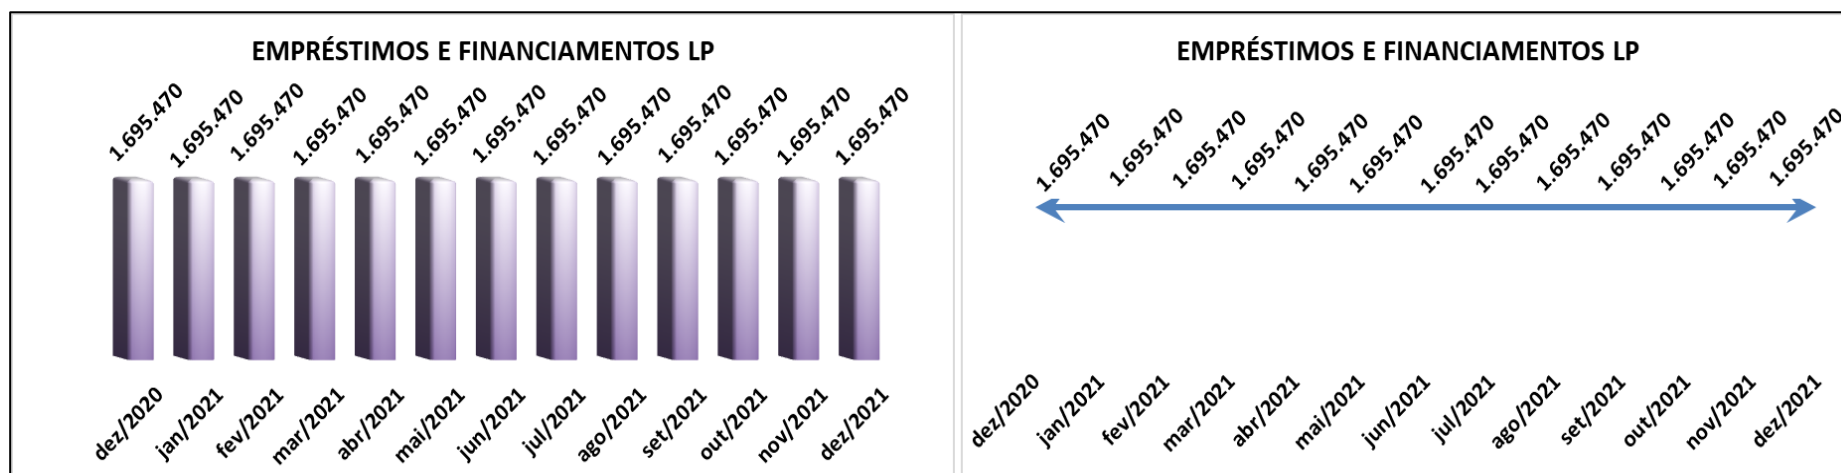 EMPRÉSTIMOS E FINANCIAMENTOS LP
1.695.470 1.695.470 1.695.470 1.695.470 1.695.470 1.695.470 1.695.470 1.695.470 1.695.470 1.695.470 1.695.470 1.695.470 1.695.470
dez/2020 jan/2021 fev/2021 mar/2021 abr/2021 mai/2021 jun/2021 jul/2021 ago/2021 set/2021 out/2021 nov/2021 dez/2021
EMPRÉSTIMOS E FINANCIAMENTOS LP
1.695.470 1.695.470 1.695.470 1.695.470 1.695.470 1.695.470 1.695.470 1.695.470 1.695.470 1.695.470 1.695.470 1.695.470 1.695.470
dez/2020 jan/2021 fev/2021 mar/2021 abr/2021 mai/2021 jun/2021 jul/2021 ago/2021 set/2021 out/2021 nov/2021 dez/2021